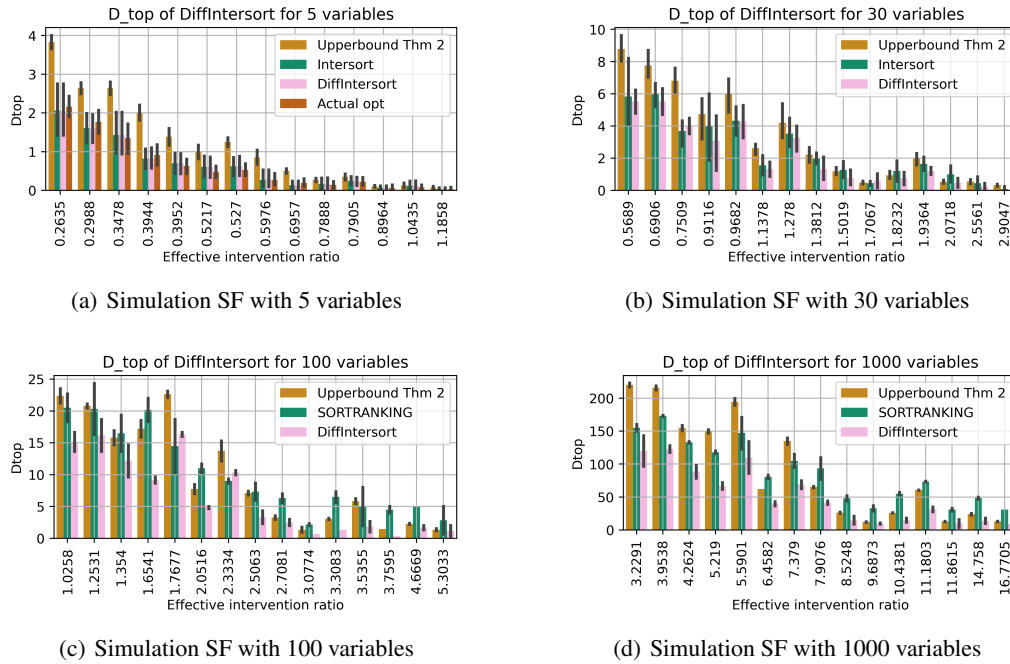 D_top of DiffIntersort for 5 variables
4
3
2
1
0
Dtop
Upperbound Thm 2
Intersort
DiffIntersort
Actual opt
0.2635
0.2988
0.3478
0.3944
0.3952
0.5217
0.527
0.5976
0.6957
0.7888
0.7905
0.8964
1.0435
1.1858
Effective intervention ratio
(a) Simulation SF with 5 variables
D_top of DiffIntersort for 30 variables
10
8
6
4
2
0
Dtop
Upperbound Thm 2
Intersort
DiffIntersort
0.5689
0.6906
0.7509
0.9116
0.9682
1.1378
1.278
1.3812
1.5019
1.7067
1.8232
1.9364
2.0718
2.5561
2.9047
Effective intervention ratio
(b) Simulation SF with 30 variables
D_top of DiffIntersort for 100 variables
25
20
15
10
5
0
Dtop
Upperbound Thm 2
SORTRANKING
DiffIntersort
1.0258
1.2531
1.354
1.6541
1.7677
2.0516
2.3334
2.5063
2.7081
3.0774
3.3083
3.5355
3.7595
4.6669
5.3033
Effective intervention ratio
(c) Simulation SF with 100 variables
D_top of DiffIntersort for 1000 variables
200
150
100
50
0
Dtop
Upperbound Thm 2
SORTRANKING
DiffIntersort
3.2291
3.9538
4.2624
5.219
5.5901
6.4582
7.379
7.9076
8.5248
9.6873
10.4381
11.1803
11.8615
14.758
16.7705
Effective intervention ratio
(d) Simulation SF with 1000 variables